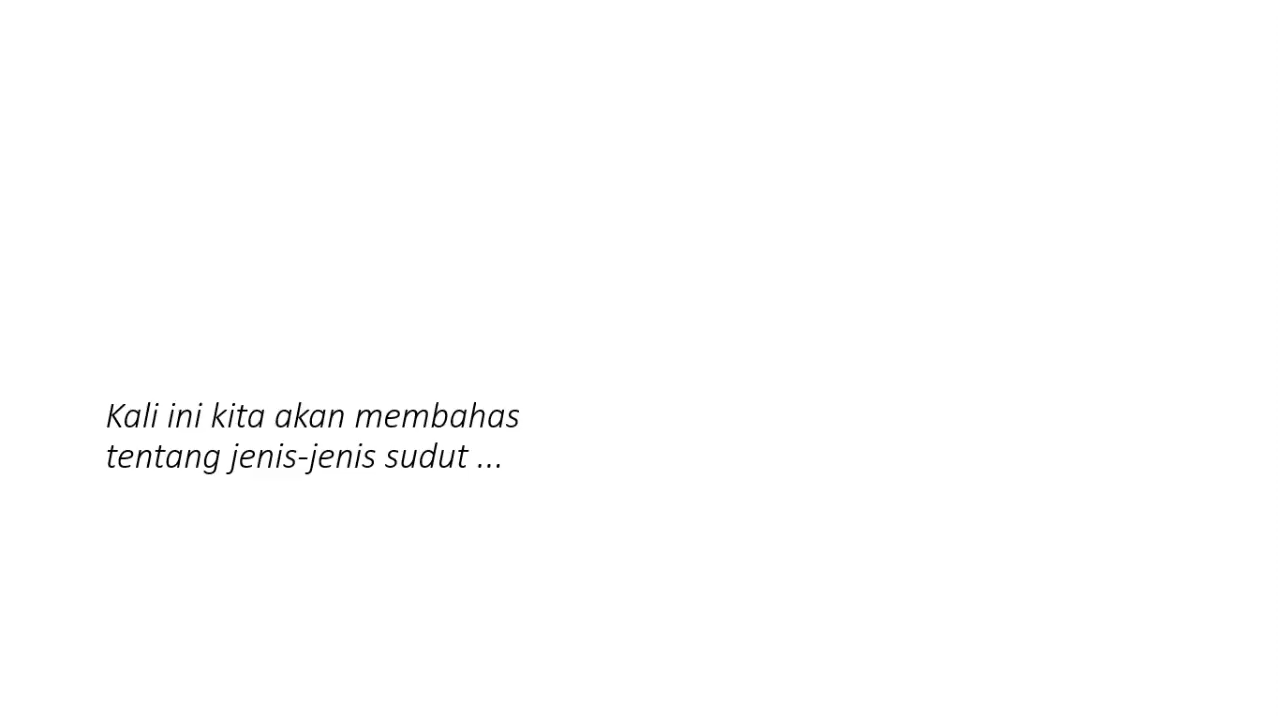 Kali ini kita akan membahas
tentang jenis-jenis sudut ...